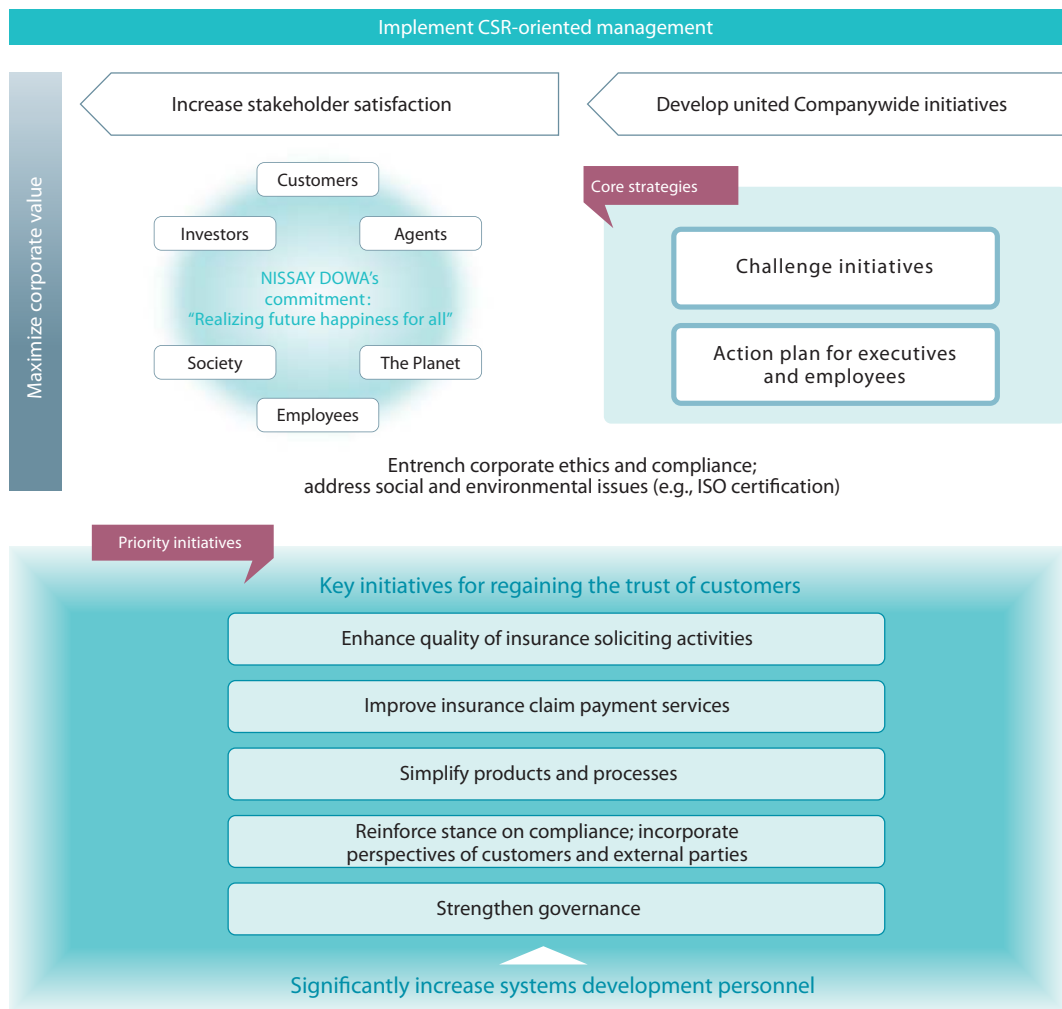 Implement CSR-oriented management
Maximize corporate value
Increase stakeholder satisfaction
Develop united Companywide initiatives
Customers
Investors
Agents
NISSAY DOWA’s
commitment:
“Realizing future happiness for all”
Society
The Planet
Employees
Core strategies
Challenge initiatives
Action plan for executives
and employees
Entrench corporate ethics and compliance;
address social and environmental issues (e.g., ISO certification)
Priority initiatives
Key initiatives for regaining the trust of customers
Enhance quality of insurance soliciting activities
Improve insurance claim payment services
Simplify products and processes
Reinforce stance on compliance; incorporate
perspectives of customers and external parties
Strengthen governance
Significantly increase systems development personnel